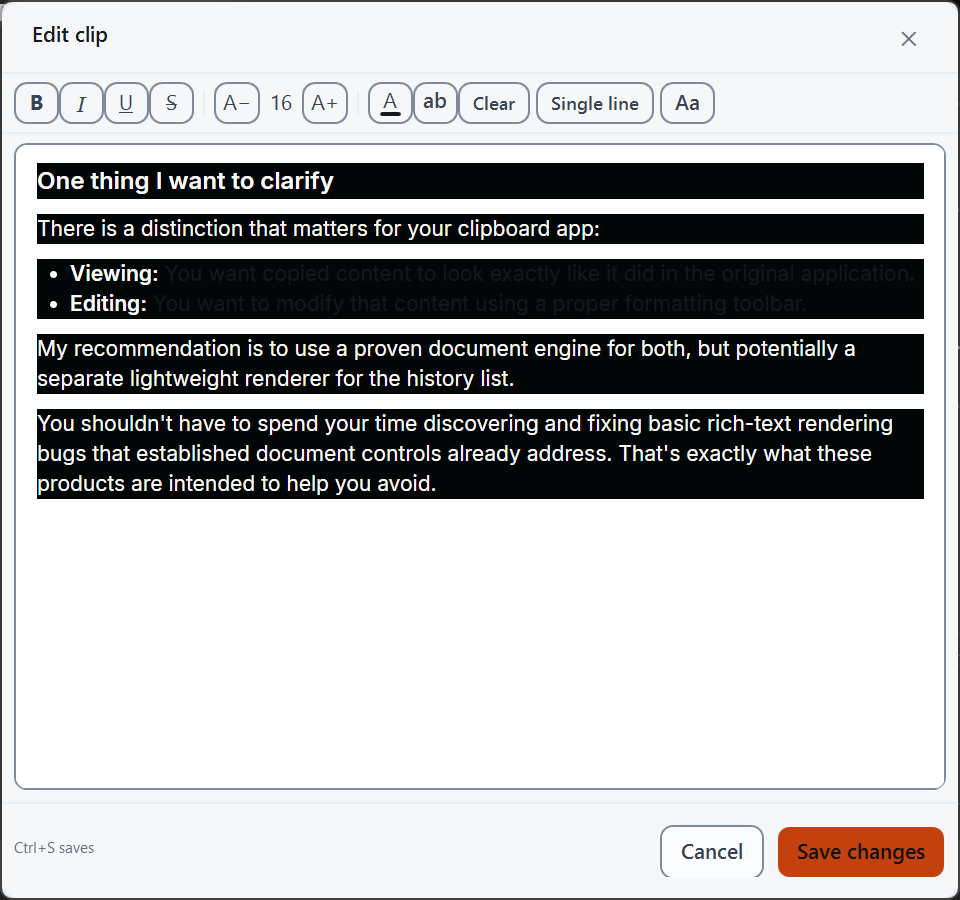 Edit clip
B I U S A− 16 A+ A ab Clear Single line Aa
One thing I want to clarify
There is a distinction that matters for your clipboard app:
• Viewing: You want copied content to look exactly like it did in the original application.
• Editing: You want to modify that content using a proper formatting toolbar.
My recommendation is to use a proven document engine for both, but potentially a
separate lightweight renderer for the history list.
You shouldn't have to spend your time discovering and fixing basic rich-text rendering
bugs that established document controls already address. That's exactly what these
products are intended to help you avoid.
Ctrl+S saves
Cancel Save changes